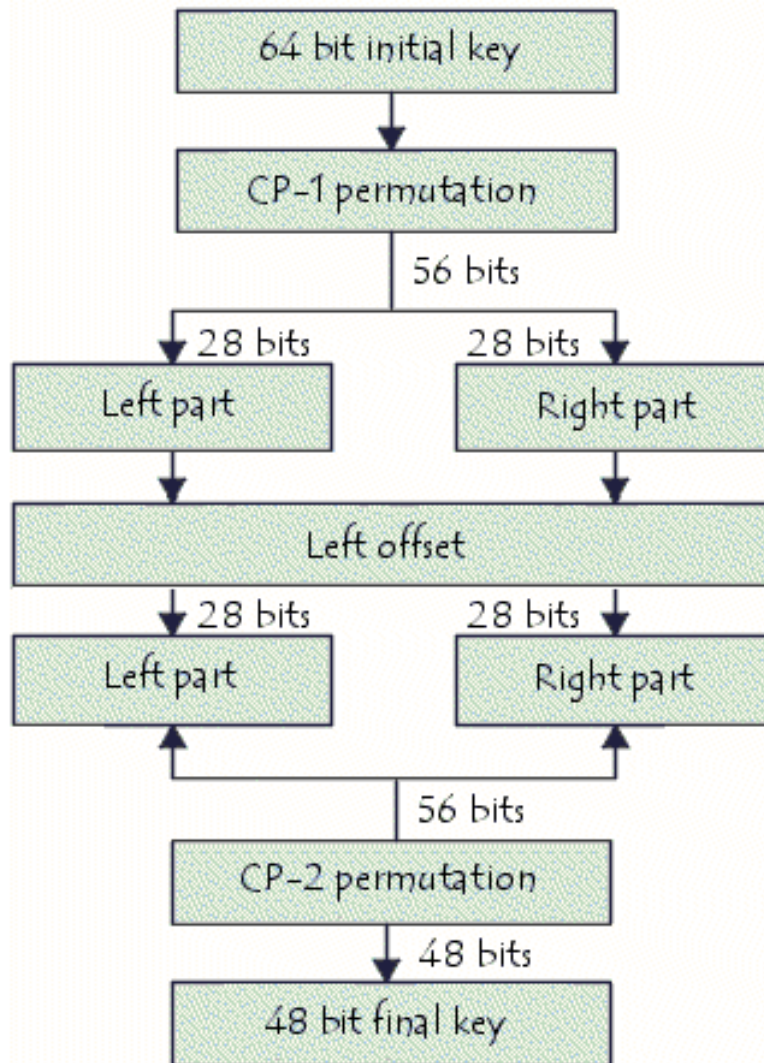 64 bit initial key
CP-1 permutation
56 bits
28 bits
28 bits
Left part
Right part
Left offset
28 bits
28 bits
Left part
Right part
56 bits
CP-2 permutation
48 bits
48 bit final key